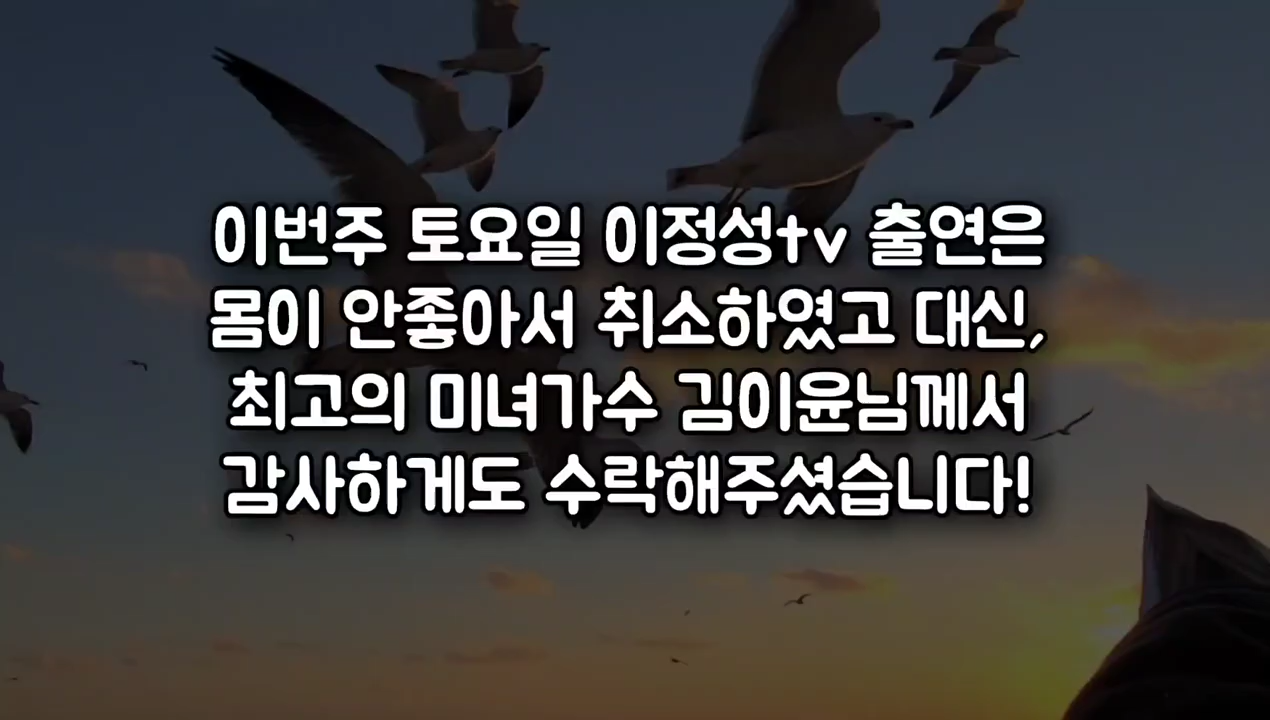 이번주 토요일 이정성tv 출연은
몸이 안좋아서 취소하였고 대신,
최고의 미녀가수 김이윤님께서
감사하게도 수락해주셨습니다!